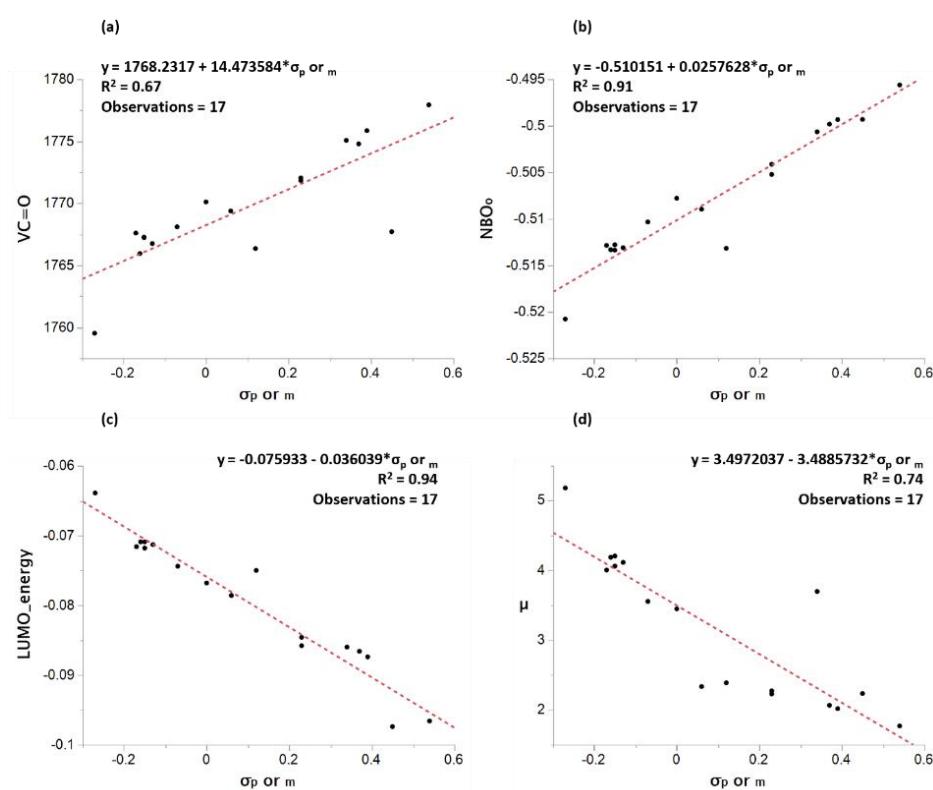 (a)
y = 1768.2317 + 14.473584*σp or m
R² = 0.67
Observations = 17
1780
1775
1770
1765
1760
VC=O
-0.2 0 0.2 0.4 0.6
σp or m
(b)
y = -0.510151 + 0.0257628*σp or m
R² = 0.91
Observations = 17
-0.495
-0.5
-0.505
-0.51
-0.515
-0.52
-0.525
NBOₒ
-0.2 0 0.2 0.4 0.6
σp or m
(c)
y = -0.075933 - 0.036039*σp or m
R² = 0.94
Observations = 17
-0.06
-0.07
-0.08
-0.09
-0.1
LUMO_energy
-0.2 0 0.2 0.4 0.6
σp or m
(d)
y = 3.4972037 - 3.4885732*σp or m
R² = 0.74
Observations = 17
5
4
3
2
μ
-0.2 0 0.2 0.4 0.6
σp or m